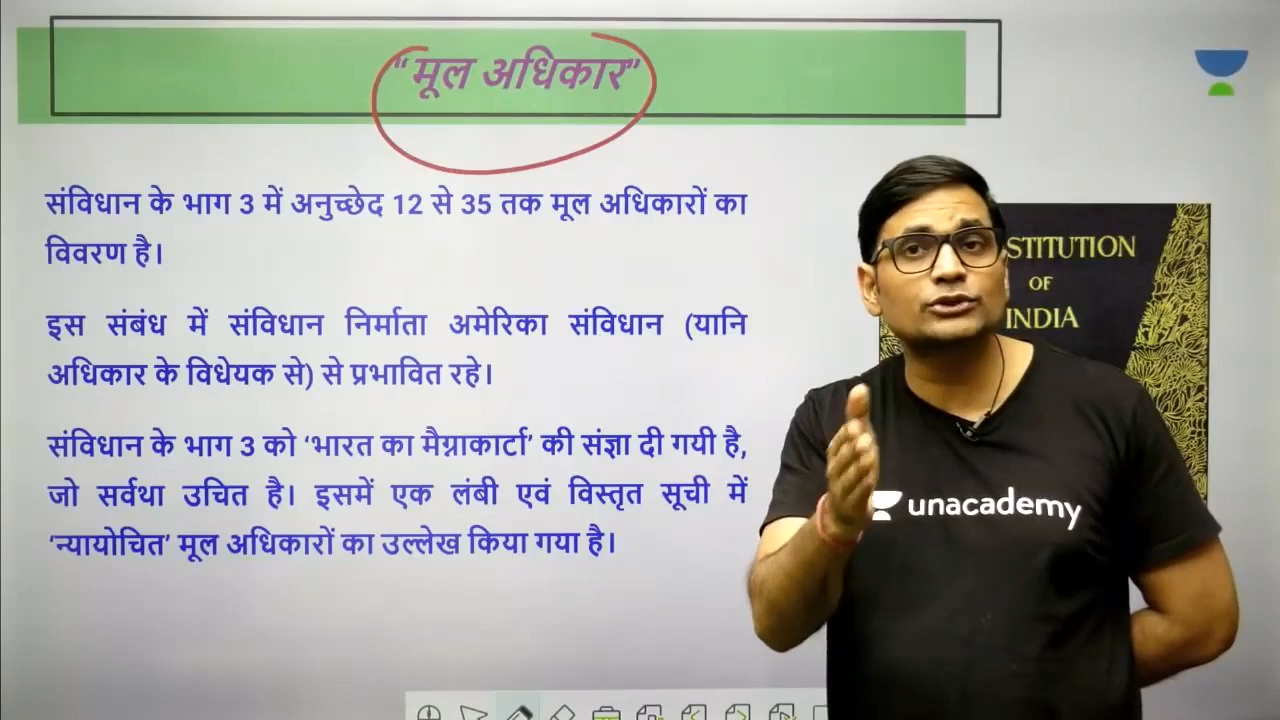 “मूल अधिकार”
संविधान के भाग 3 में अनुच्छेद 12 से 35 तक मूल अधिकारों का
विवरण है।
इस संबंध में संविधान निर्माता अमेरिका संविधान (यानि
अधिकार के विधेयक से) से प्रभावित रहे।
संविधान के भाग 3 को ‘भारत का मैग्नाकार्टा’ की संज्ञा दी गयी है,
जो सर्वथा उचित है। इसमें एक लंबी एवं विस्तृत सूची में
‘न्यायोचित’ मूल अधिकारों का उल्लेख किया गया है।
STITUTION
OF
INDIA
unacademy